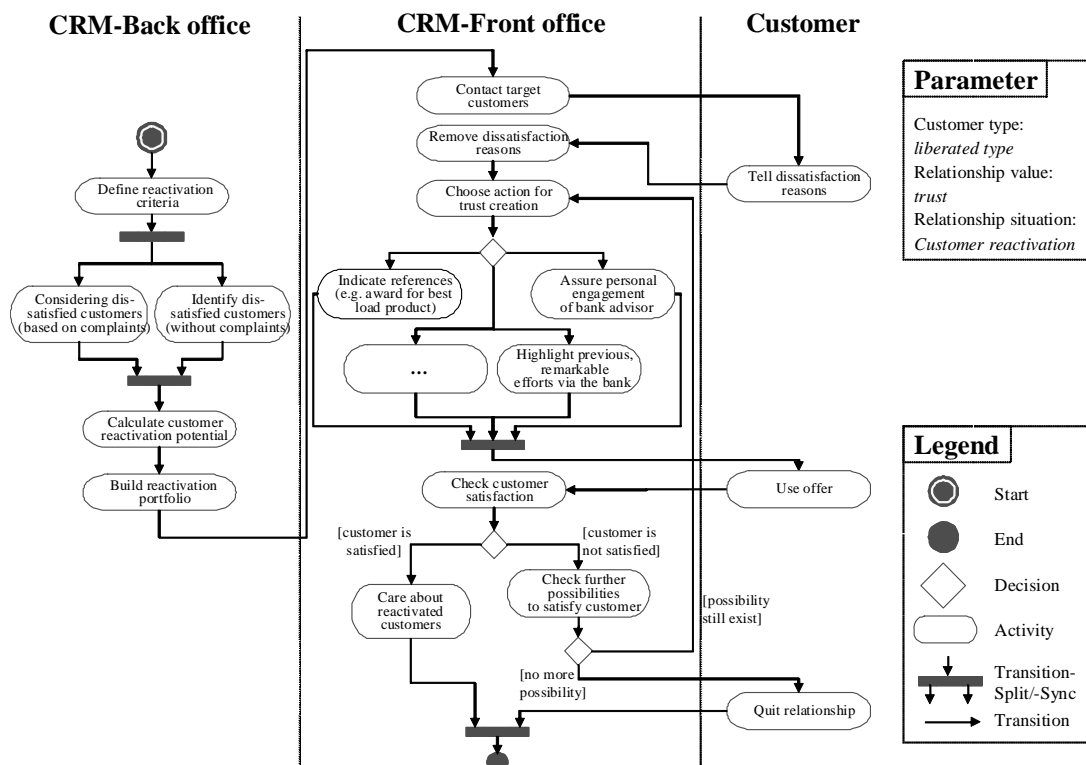 CRM-Back office
CRM-Front office
Customer
Define reactivation
criteria
Considering dis-
satisfied customers
(based on complaints)
Identify dis-
satisfied customers
(without complaints)
Calculate customer
reactivation potential
Build reactivation
portfolio
Contact target
customers
Remove dissatisfaction
reasons
Tell dissatisfaction
reasons
Choose action for
trust creation
Indicate references
(e.g. award for best
load product)
Assure personal
engagement
of bank advisor
...
Highlight previous,
remarkable
efforts via the bank
Check customer
satisfaction
Use offer
[customer is
satisfied]
[customer is
not satisfied]
Care about
reactivated
customers
Check further
possibilities
to satisfy customer
[possibility
still exist]
[no more
possibility]
Quit relationship
Parameter
Customer type:
liberated type
Relationship value:
trust
Relationship situation:
Customer reactivation
Legend
Start
End
Decision
Activity
Transition-
Split/-Sync
Transition